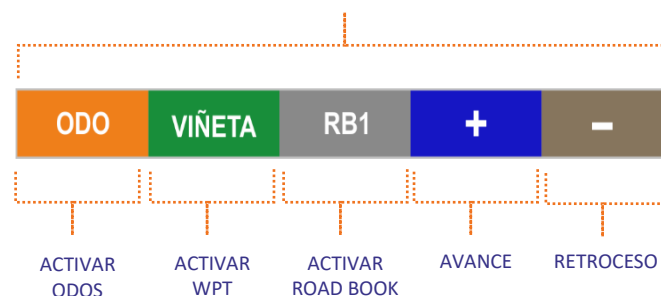 ODO VIÑETA RB1 + -
ACTIVAR ACTIVAR ACTIVAR AVANCE RETROCESO
ODOS WPT ROAD BOOK